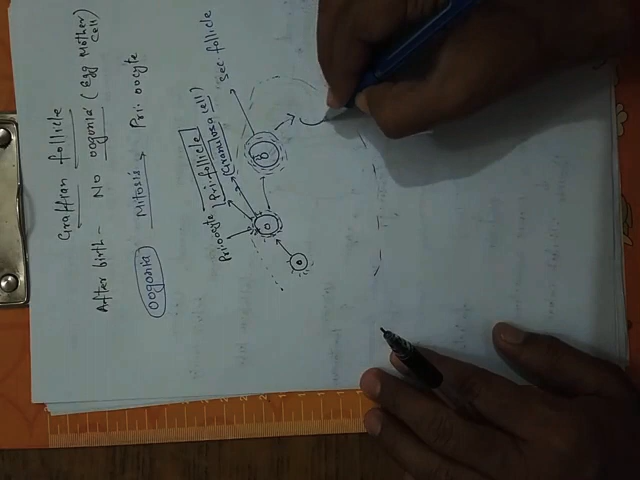 Graffian follicle
After birth - No oogonia (Egg Mother Cell)
Oogonia Mitosis → Pri. oocyte
Pri. follicle
(Granulosa cell)
Pri oocyte
Sec follicle